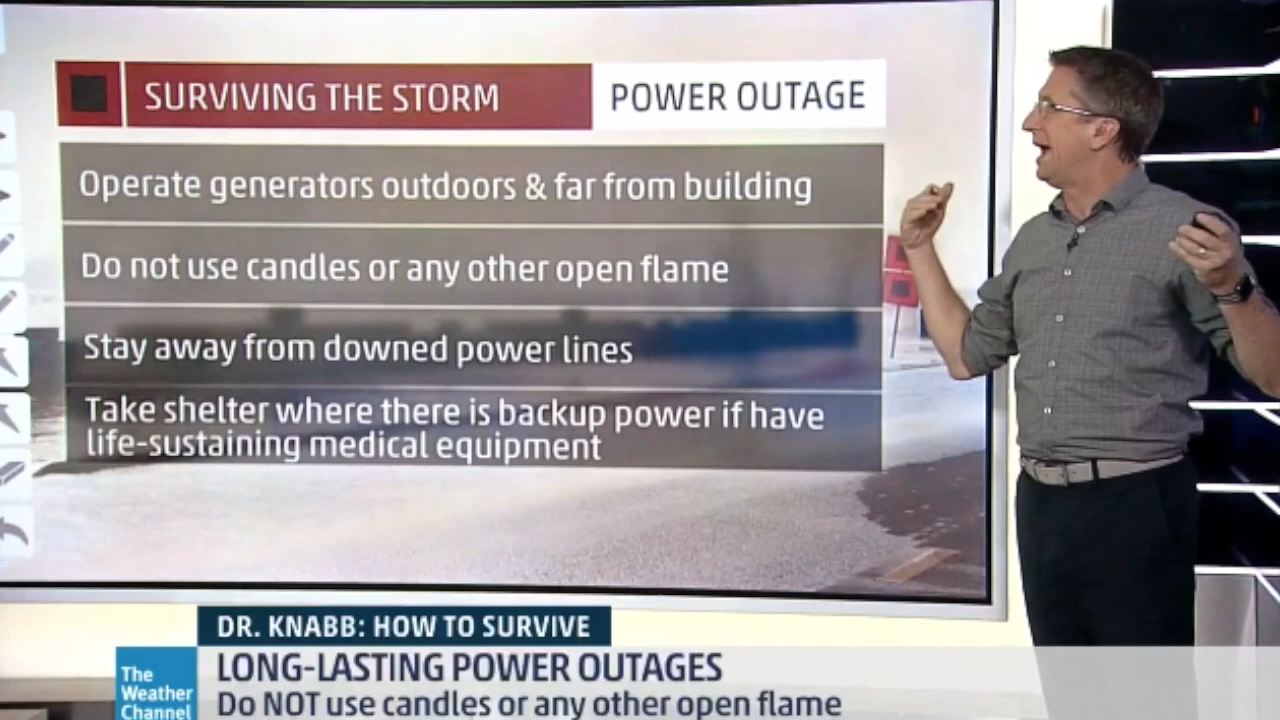 SURVIVING THE STORM
POWER OUTAGE
Operate generators outdoors & far from building
Do not use candles or any other open flame
Stay away from downed power lines
Take shelter where there is backup power if have
life-sustaining medical equipment
DR. KNABB: HOW TO SURVIVE
The
Weather
Channel
LONG-LASTING POWER OUTAGES
Do NOT use candles or any other open flame